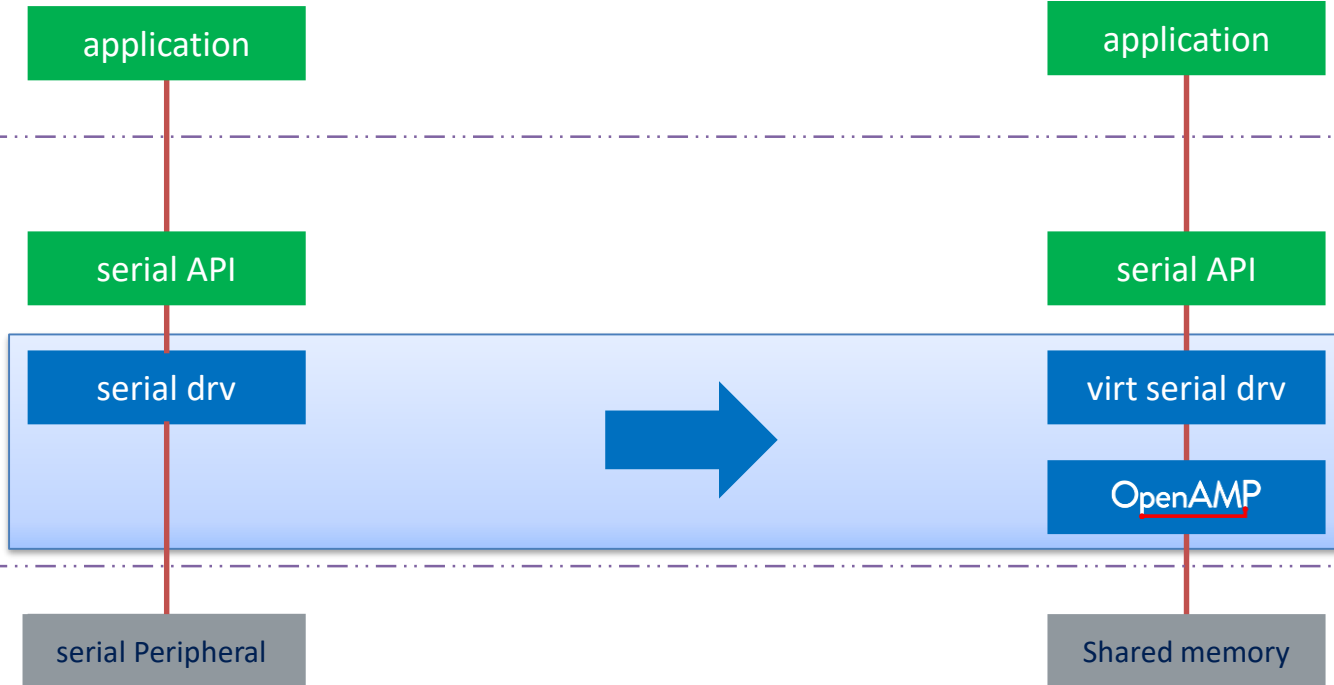 application
application
serial API
serial API
serial drv
virt serial drv
OpenAMP
serial Peripheral
Shared memory